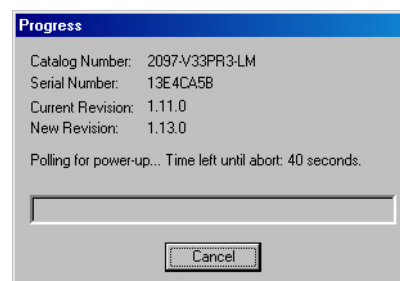 Progress
Catalog Number: 2097-V33PR3-LM
Serial Number: 13E4CA5B
Current Revision: 1.11.0
New Revision: 1.13.0
Polling for power-up... Time left until abort: 40 seconds.
Cancel